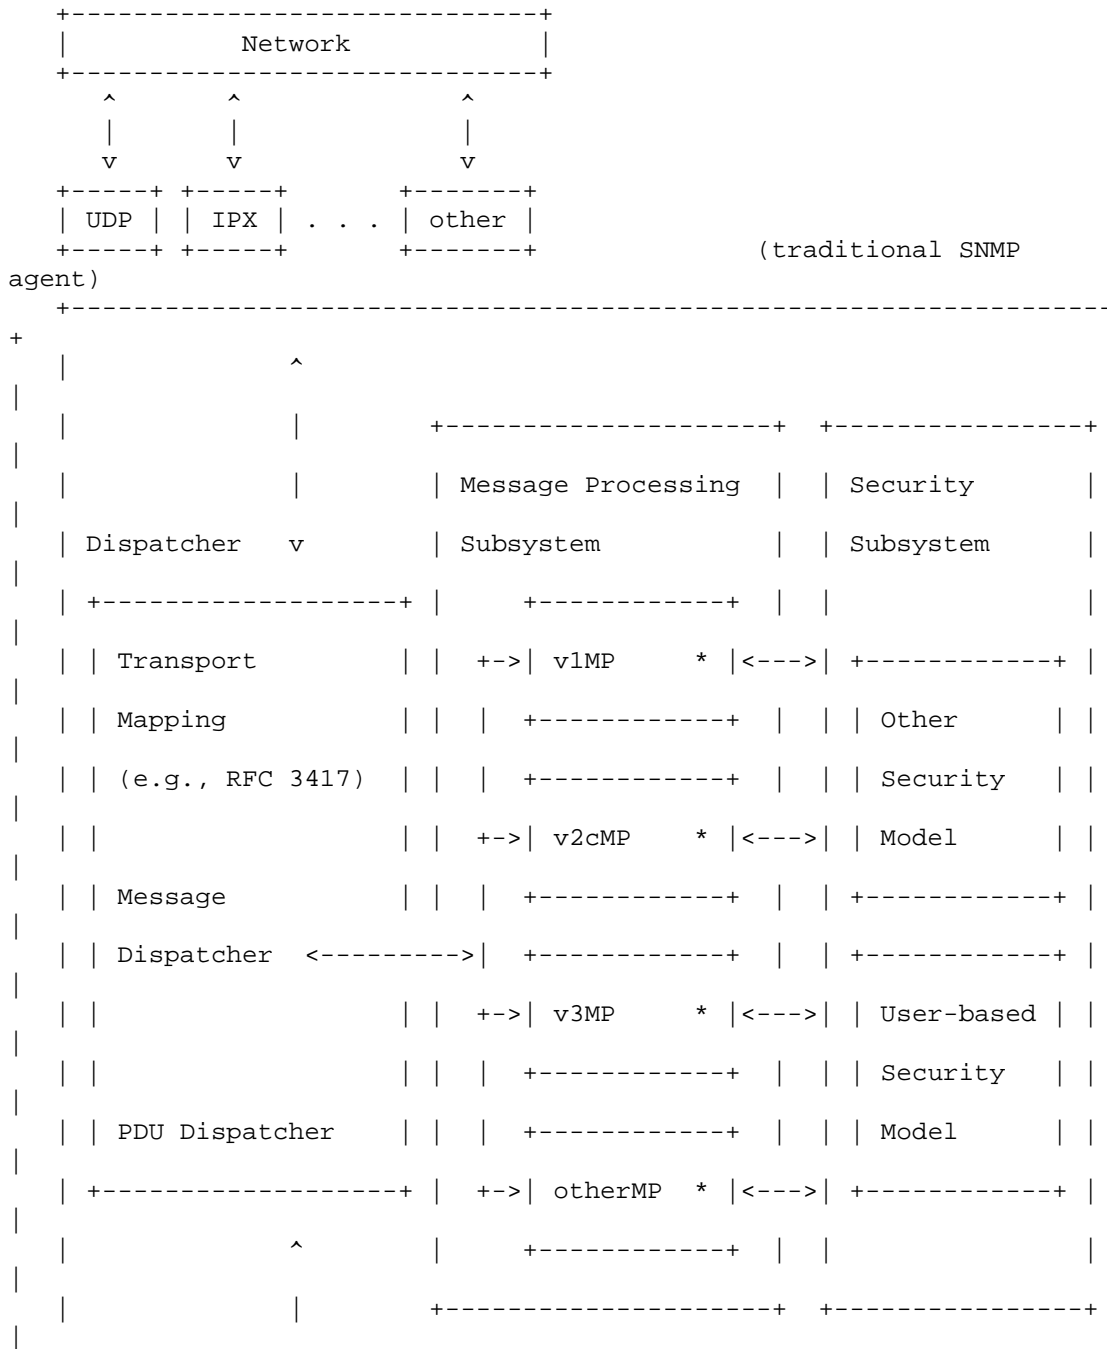 +------------------------------+
|           Network            |
+------------------------------+
   ^       ^              ^
   |       |              |
   v       v              v
+-----+ +-----+       +-------+
| UDP | | IPX | . . . | other |
+-----+ +-----+       +-------+              (traditional SNMP
agent)
+-------------------------------------------------------------------
+
|              ^
|
|              |        +---------------------+  +----------------+
|
|              |        | Message Processing  |  | Security       |
|
| Dispatcher   v        | Subsystem           |  | Subsystem      |
|
| +-------------------+ |     +------------+  |  |                |
|
| | Transport         | |  +->| v1MP     * |<--->| +------------+ |
|
| | Mapping           | |  |  +------------+  |  | | Other      | |
|
| | (e.g., RFC 3417)  | |  |  +------------+  |  | | Security   | |
|
| |                   | |  +->| v2cMP    * |<--->| | Model      | |
|
| | Message           | |  |  +------------+  |  | +------------+ |
|
| | Dispatcher  <--------->|  +------------+  |  | +------------+ |
|
| |                   | |  +->| v3MP     * |<--->| | User-based | |
|
| |                   | |  |  +------------+  |  | | Security   | |
|
| | PDU Dispatcher    | |  |  +------------+  |  | | Model      | |
|
| +-------------------+ |  +->| otherMP  * |<--->| +------------+ |
|
|              ^        |     +------------+  |  |                |
|
|              |        +---------------------+  +----------------+
|